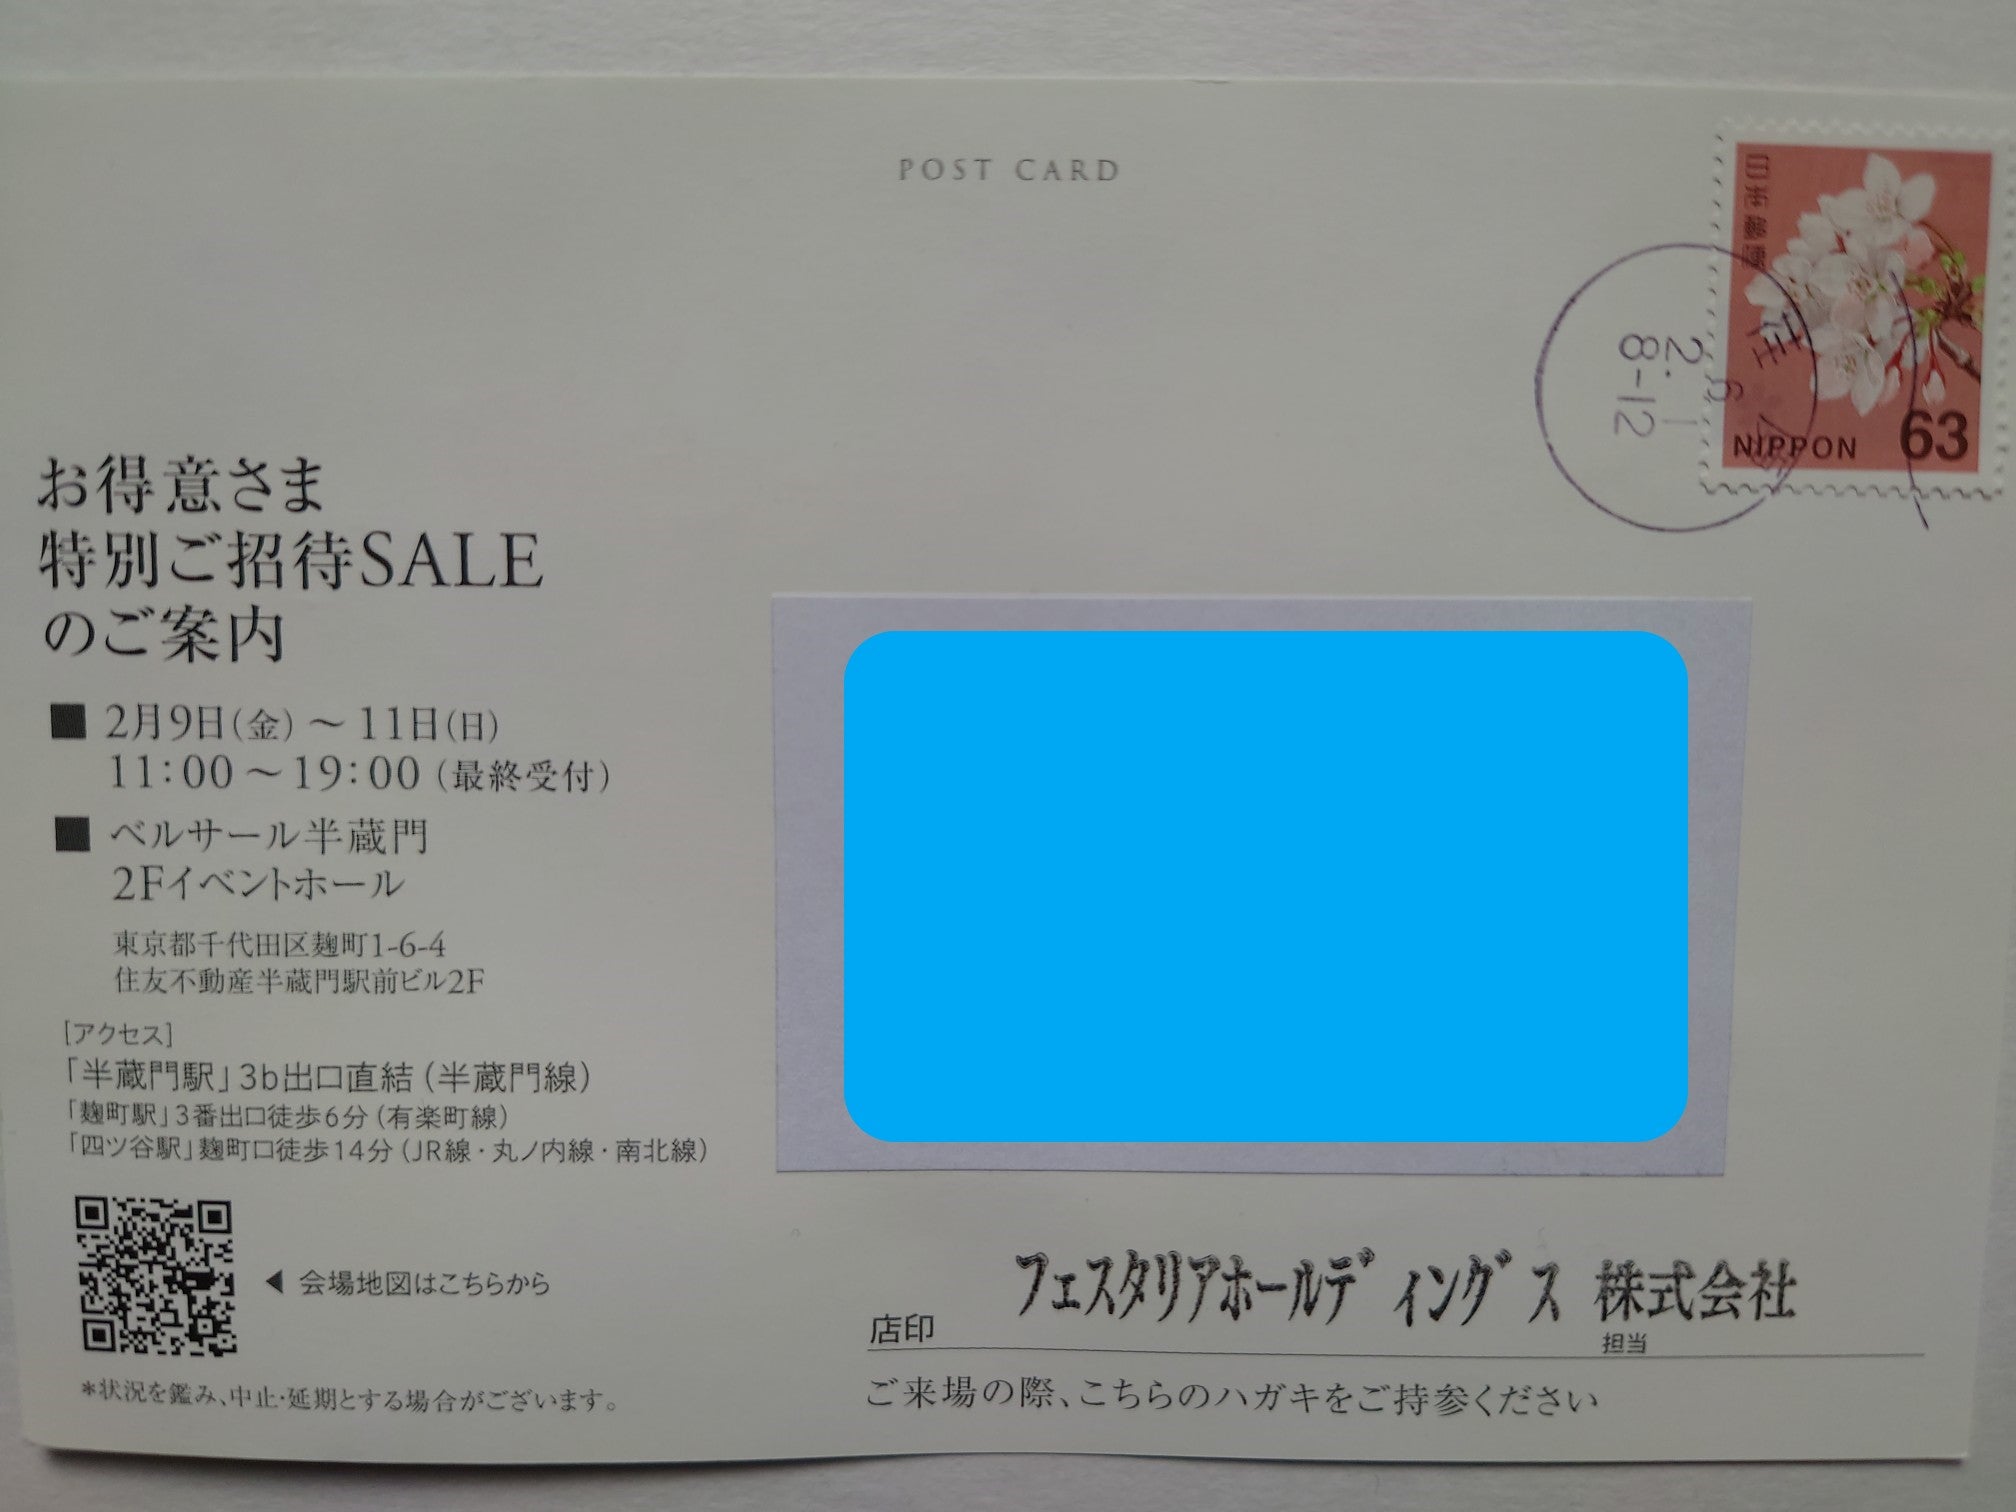 POST CARD
日本郵便
NIPPON
63
6. 2. 1
8-12
お得意さま
特別ご招待SALE
のご案内
■ 2月9日(金)～11日(日)
11:00～19:00(最終受付)
■ ベルサール半蔵門
2Fイベントホール
東京都千代田区麹町1-6-4
住友不動産半蔵門駅前ビル2F
[アクセス]
「半蔵門駅」3b出口直結(半蔵門線)
「麹町駅」3番出口徒歩6分(有楽町線)
「四ツ谷駅」麹町口徒歩14分(JR線・丸ノ内線・南北線)
◀ 会場地図はこちらから
*状況を鑑み、中止・延期とする場合がございます。
フェスタリアホールディングス 株式会社
店印
担当
ご来場の際、こちらのハガキをご持参ください